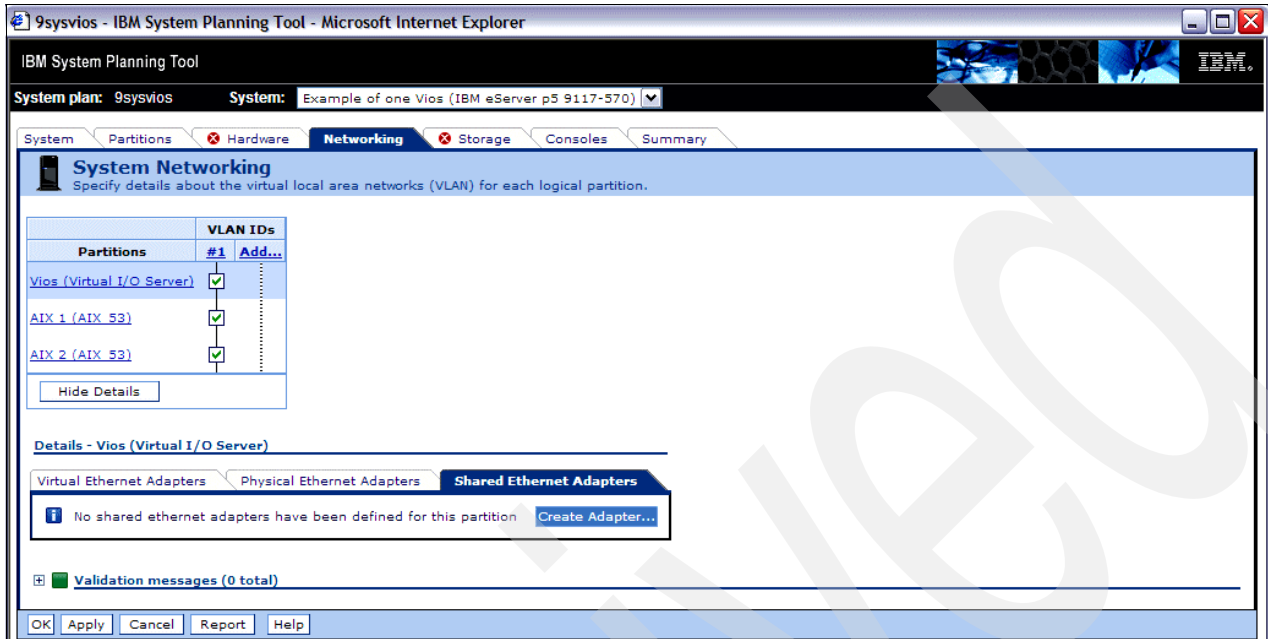 9sysvios - IBM System Planning Tool - Microsoft Internet Explorer
IBM System Planning Tool
IBM.
System plan: 9sysvios System: Example of one Vios (IBM eServer p5 9117-570)
System Partitions Hardware Networking Storage Consoles Summary
System Networking
Specify details about the virtual local area networks (VLAN) for each logical partition.
VLAN IDs
Partitions #1 Add...
Vios (Virtual I/O Server)
AIX 1 (AIX 53)
AIX 2 (AIX 53)
Hide Details
Details - Vios (Virtual I/O Server)
Virtual Ethernet Adapters Physical Ethernet Adapters Shared Ethernet Adapters
No shared ethernet adapters have been defined for this partition Create Adapter...
Validation messages (0 total)
OK Apply Cancel Report Help